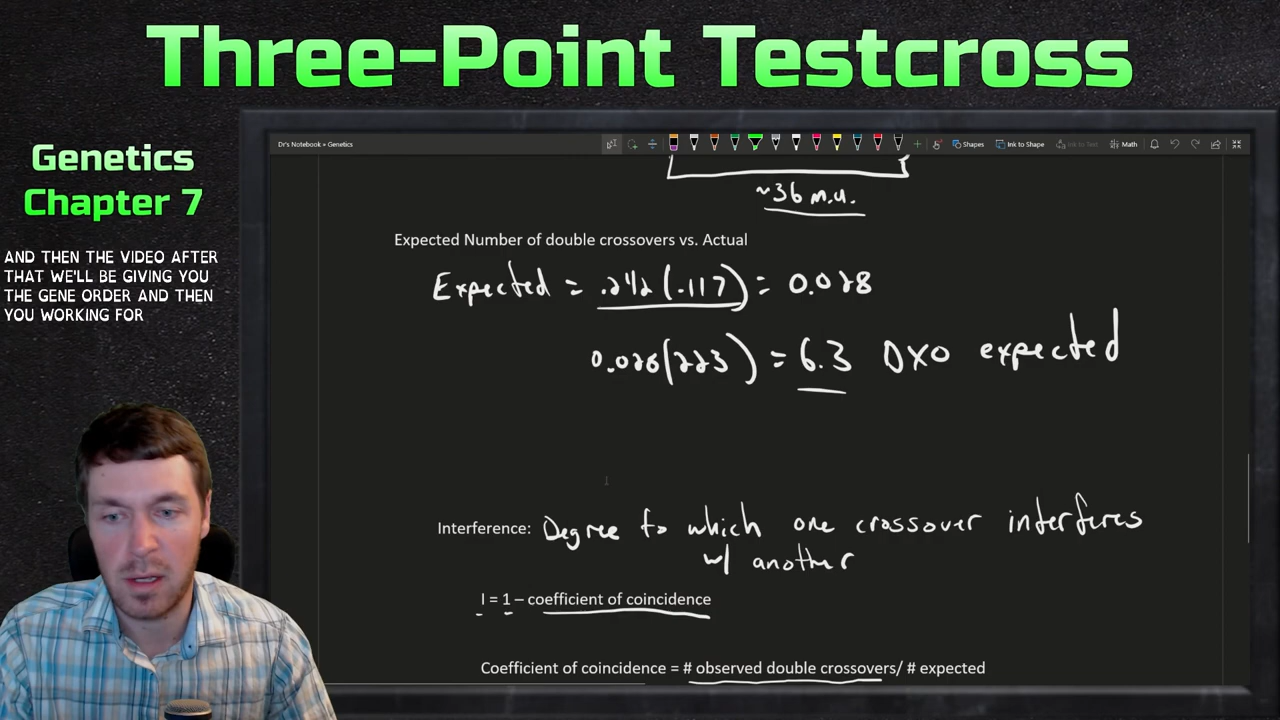 Three-Point Testcross
Genetics
Chapter 7
AND THEN THE VIDEO AFTER
THAT WE'LL BE GIVING YOU
THE GENE ORDER AND THEN
YOU WORKING FOR
Dr's Notebook » Genetics
Shapes Ink to Shape Ink to Text Math
~36 m.u.
Expected Number of double crossovers vs. Actual
Expected = .242(.117) = 0.028
0.028(223) = 6.3 DXO expected
Interference: Degree to which one crossover interferes
w/ another
I = 1 – coefficient of coincidence
Coefficient of coincidence = # observed double crossovers/ # expected